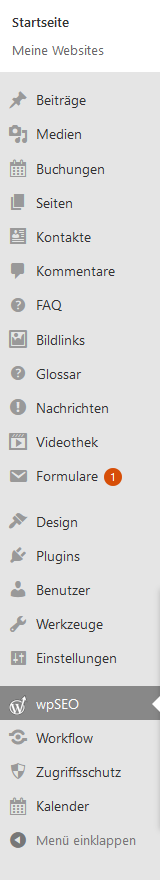 Startseite
Meine Websites
Beiträge
Medien
Buchungen
Seiten
Kontakte
Kommentare
FAQ
Bildlinks
Glossar
Nachrichten
Videothek
Formulare 1
Design
Plugins
Benutzer
Werkzeuge
Einstellungen
wpSEO
Workflow
Zugriffsschutz
Kalender
Menü einklappen